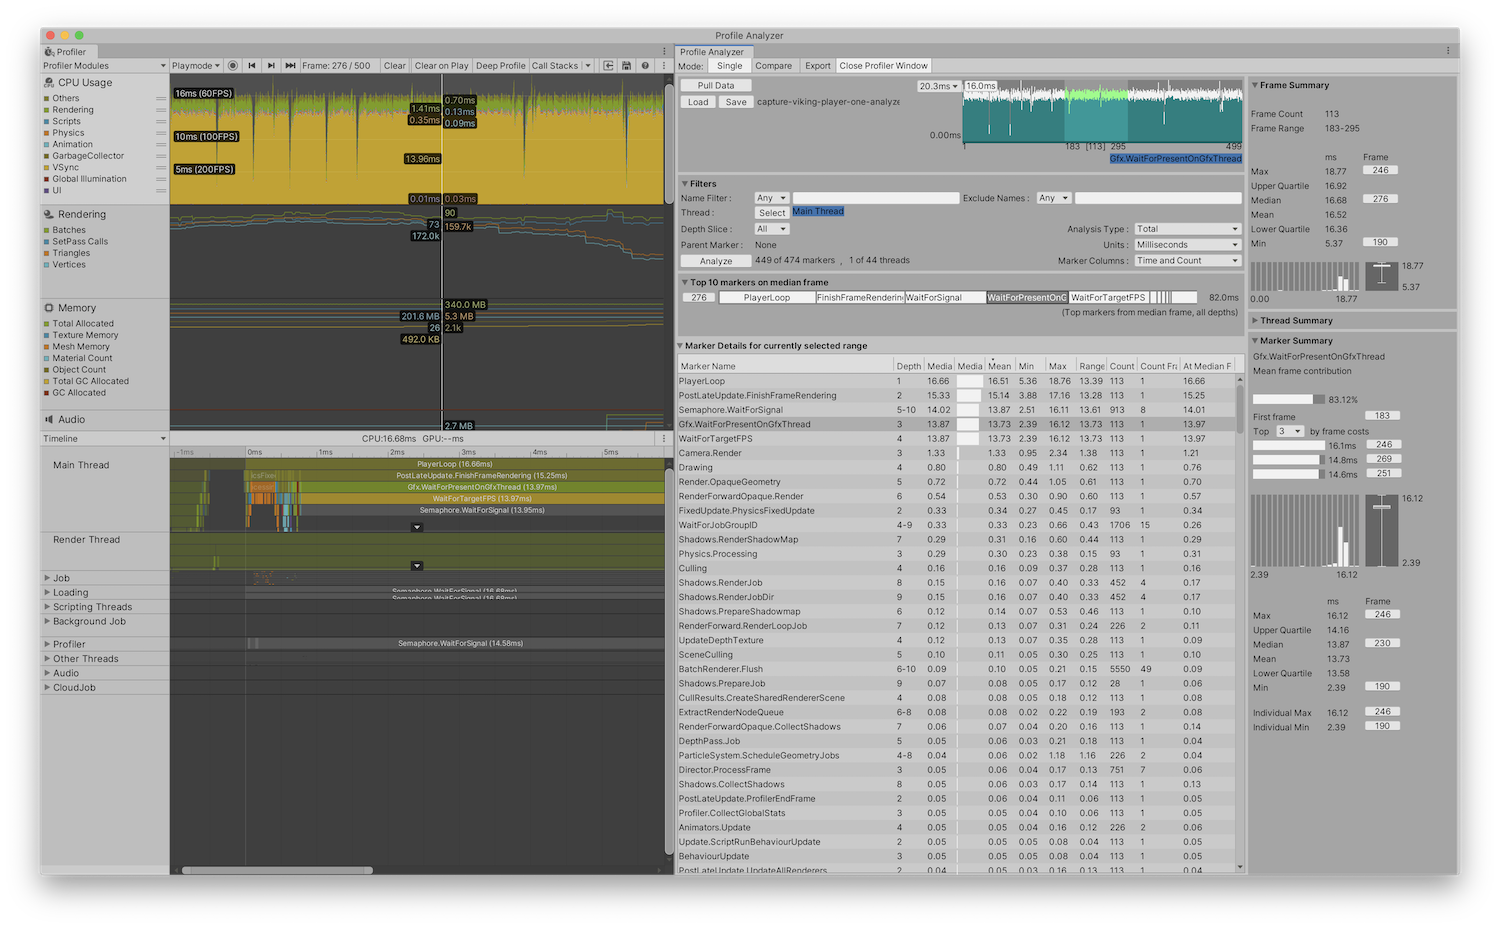 Profile Analyzer
Profiler
Profiler Modules
Playmode
Frame: 276 / 500
Clear
Clear on Play
Deep Profile
Call Stacks
CPU Usage
Others
Rendering
Scripts
Physics
Animation
GarbageCollector
VSync
Global Illumination
UI
16ms (60FPS)
10ms (100FPS)
5ms (200FPS)
1.41ms
0.35ms
0.70ms
0.13ms
0.09ms
13.96ms
0.01ms
0.03ms
Rendering
Batches
SetPass Calls
Triangles
Vertices
90
73
159.7k
172.0k
Memory
Total Allocated
Texture Memory
Mesh Memory
Material Count
Object Count
Total GC Allocated
GC Allocated
340.0 MB
201.6 MB
5.3 MB
26
2.1k
492.0 KB
Audio
2.7 MB
Timeline
CPU:16.68ms GPU:--ms
-1ms
0ms
1ms
2ms
3ms
4ms
5ms
Main Thread
PlayerLoop (16.66ms)
PostLateUpdate.FinishFrameRendering (15.25ms)
Gfx.WaitForPresentOnGfxThread (13.97ms)
WaitForTargetFPS (13.97ms)
Semaphore.WaitForSignal (13.95ms)
Render Thread
Job
Loading
Semaphore.WaitForSignal (16.68ms)
Semaphore.WaitForSignal (16.68ms)
Scripting Threads
Background Job
Profiler
Semaphore.WaitForSignal (14.58ms)
Other Threads
Audio
CloudJob
Profile Analyzer
Mode:
Single
Compare
Export
Close Profiler Window
Pull Data
Load
Save
capture-viking-player-one-analyze
20.3ms
16.0ms
0.00ms
1
183 [113] 295
499
Gfx.WaitForPresentOnGfxThread
Filters
Name Filter :
Any
Exclude Names :
Any
Thread :
Select
Main Thread
Depth Slice :
All
Analysis Type :
Total
Parent Marker :
None
Units :
Milliseconds
Analyze
449 of 474 markers , 1 of 44 threads
Marker Columns :
Time and Count
Top 10 markers on median frame
276
PlayerLoop
FinishFrameRenderin
WaitForSignal
WaitForPresentOnG
WaitForTargetFPS
82.0ms
(Top markers from median frame, all depths)
Marker Details for currently selected range
Marker Name Depth Media Media Mean Min Max Range Count Count Fra At Median F
PlayerLoop 1 16.66 16.51 5.36 18.76 13.39 113 1 16.66
PostLateUpdate.FinishFrameRendering 2 15.33 15.14 3.88 17.16 13.28 113 1 15.25
Semaphore.WaitForSignal 5-10 14.02 13.87 2.51 16.11 13.61 913 8 14.01
Gfx.WaitForPresentOnGfxThread 3 13.87 13.73 2.39 16.12 13.73 113 1 13.97
WaitForTargetFPS 4 13.87 13.73 2.39 16.12 13.73 113 1 13.97
Camera.Render 3 1.33 1.33 0.95 2.34 1.38 113 1 1.21
Drawing 4 0.80 0.80 0.49 1.11 0.62 113 1 0.76
Render.OpaqueGeometry 5 0.72 0.72 0.44 1.05 0.61 113 1 0.70
RenderForwardOpaque.Render 6 0.54 0.53 0.30 0.90 0.60 113 1 0.57
FixedUpdate.PhysicsFixedUpdate 2 0.33 0.34 0.27 0.45 0.17 93 1 0.34
WaitForJobGroupID 4-9 0.33 0.33 0.23 0.66 0.43 1706 15 0.26
Shadows.RenderShadowMap 7 0.29 0.31 0.16 0.60 0.44 113 1 0.29
Physics.Processing 3 0.29 0.30 0.23 0.38 0.15 93 1 0.31
Culling 4 0.16 0.16 0.09 0.37 0.28 113 1 0.16
Shadows.RenderJob 8 0.15 0.16 0.07 0.40 0.33 452 4 0.17
Shadows.RenderJobDir 9 0.15 0.16 0.07 0.40 0.33 452 4 0.17
Shadows.PrepareShadowmap 6 0.12 0.14 0.07 0.53 0.46 113 1 0.10
RenderForward.RenderLoopJob 7 0.12 0.13 0.07 0.31 0.24 226 2 0.11
UpdateDepthTexture 4 0.12 0.13 0.07 0.35 0.28 113 1 0.09
SceneCulling 5 0.10 0.11 0.05 0.30 0.25 113 1 0.10
BatchRenderer.Flush 6-10 0.09 0.10 0.05 0.21 0.15 5550 49 0.09
Shadows.PrepareJob 9 0.07 0.08 0.05 0.17 0.12 28 1 0.06
CullResults.CreateSharedRendererScene 4 0.08 0.08 0.05 0.18 0.12 113 1 0.08
ExtractRenderNodeQueue 6-8 0.08 0.08 0.02 0.22 0.19 193 2 0.08
RenderForwardOpaque.CollectShadows 7 0.06 0.07 0.04 0.20 0.16 113 1 0.14
DepthPass.Job 5 0.05 0.06 0.03 0.21 0.18 113 1 0.04
ParticleSystem.ScheduleGeometryJobs 4-8 0.04 0.06 0.02 1.18 1.16 226 2 0.04
Director.ProcessFrame 3 0.05 0.06 0.04 0.17 0.13 751 7 0.06
Shadows.CollectShadows 8 0.05 0.06 0.03 0.17 0.14 113 1 0.13
PostLateUpdate.ProfilerEndFrame 2 0.05 0.06 0.04 0.11 0.06 113 1 0.05
Profiler.CollectGlobalStats 3 0.05 0.05 0.04 0.10 0.06 113 1 0.05
Animators.Update 4 0.05 0.05 0.04 0.16 0.12 226 2 0.06
Update.ScriptRunBehaviourUpdate 2 0.05 0.05 0.05 0.08 0.04 113 1 0.05
BehaviourUpdate 3 0.05 0.05 0.05 0.08 0.04 113 1 0.05
PostLateUpdate.UpdateAllRenderers 2 0.04 0.05 0.03 0.16 0.13 113 1 0.04
Frame Summary
Frame Count 113
Frame Range 183-295
ms Frame
Max 18.77 246
Upper Quartile 16.92
Median 16.68 276
Mean 16.52
Lower Quartile 16.36
Min 5.37 190
18.77
5.37
0.00 18.77
Thread Summary
Marker Summary
Gfx.WaitForPresentOnGfxThread
Mean frame contribution
83.12%
First frame 183
Top 3 by frame costs
16.1ms 246
14.8ms 269
14.6ms 251
16.12
2.39
2.39 16.12
ms Frame
Max 16.12 246
Upper Quartile 14.16
Median 13.87 230
Mean 13.73
Lower Quartile 13.58
Min 2.39 190
Individual Max 16.12 246
Individual Min 2.39 190